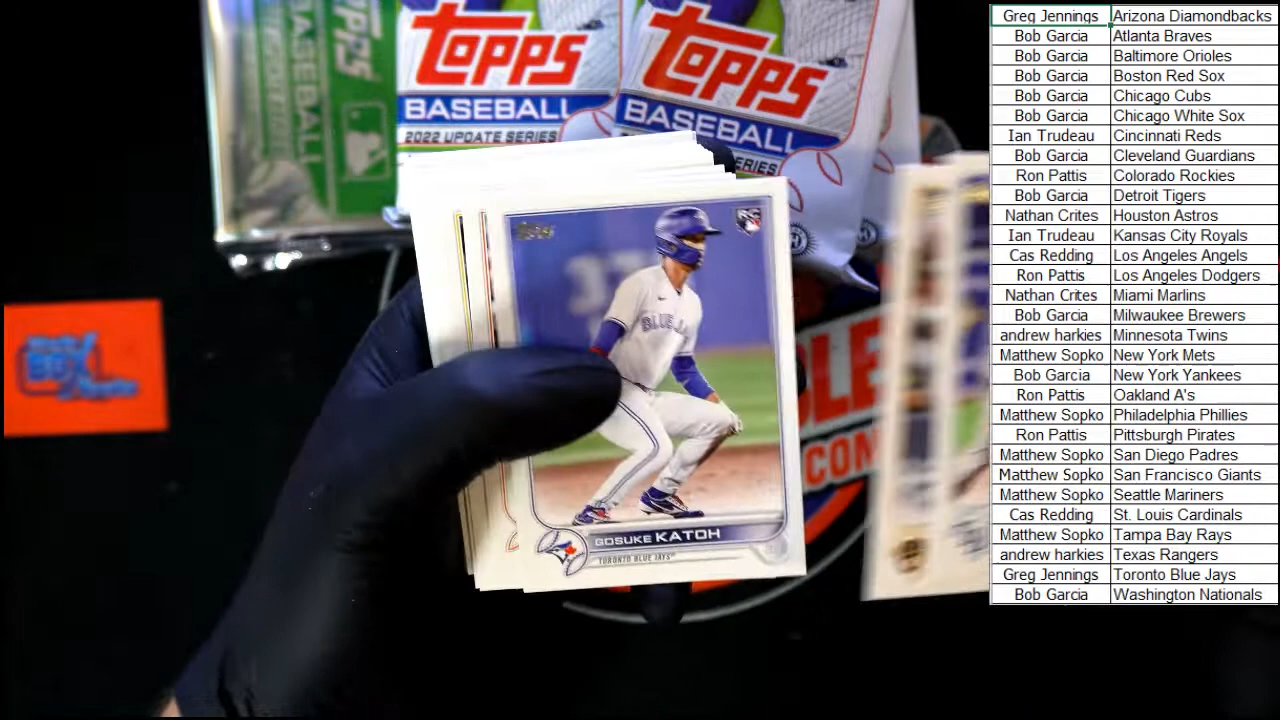 TOPPS
BASEBALL
TOPPS
BASEBALL
2022 UPDATE SERIES
TOPPS
BASEBALL
SERIES
BLUE JA
GOSUKE KATOH
TORONTO BLUE JAYS
BOX
CON
Greg Jennings Arizona Diamondbacks
Bob Garcia Atlanta Braves
Bob Garcia Baltimore Orioles
Bob Garcia Boston Red Sox
Bob Garcia Chicago Cubs
Bob Garcia Chicago White Sox
Ian Trudeau Cincinnati Reds
Bob Garcia Cleveland Guardians
Ron Pattis Colorado Rockies
Bob Garcia Detroit Tigers
Nathan Crites Houston Astros
Ian Trudeau Kansas City Royals
Cas Redding Los Angeles Angels
Ron Pattis Los Angeles Dodgers
Nathan Crites Miami Marlins
Bob Garcia Milwaukee Brewers
andrew harkies Minnesota Twins
Matthew Sopko New York Mets
Bob Garcia New York Yankees
Ron Pattis Oakland A's
Matthew Sopko Philadelphia Phillies
Ron Pattis Pittsburgh Pirates
Matthew Sopko San Diego Padres
Matthew Sopko San Francisco Giants
Matthew Sopko Seattle Mariners
Cas Redding St. Louis Cardinals
Matthew Sopko Tampa Bay Rays
andrew harkies Texas Rangers
Greg Jennings Toronto Blue Jays
Bob Garcia Washington Nationals